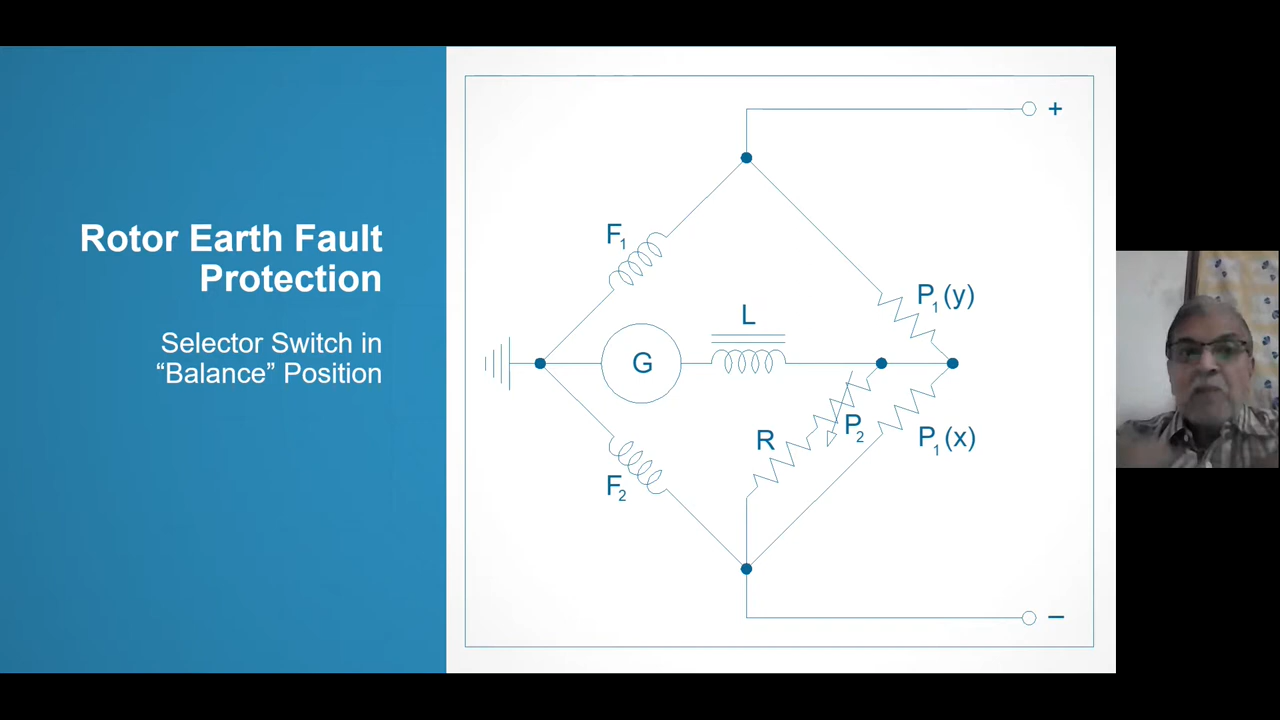 Rotor Earth Fault
Protection
Selector Switch in
“Balance” Position
+
F1
P1 (y)
L
G
R
P2
P1 (x)
F2
–